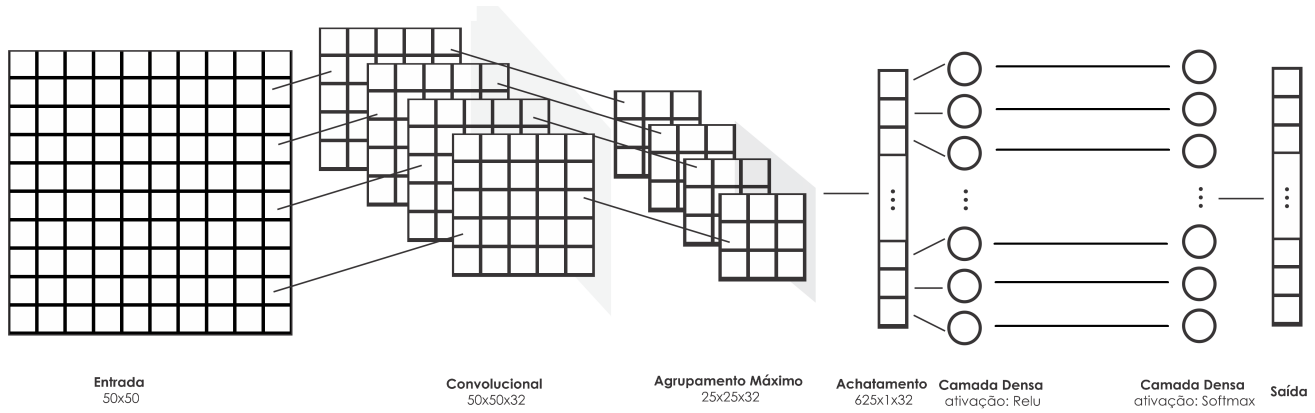 Entrada
50x50
Convolucional
50x50x32
Agrupamento Máximo
25x25x32
Achatamento
625x1x32
Camada Densa
ativação: Relu
Camada Densa
ativação: Softmax
Saída